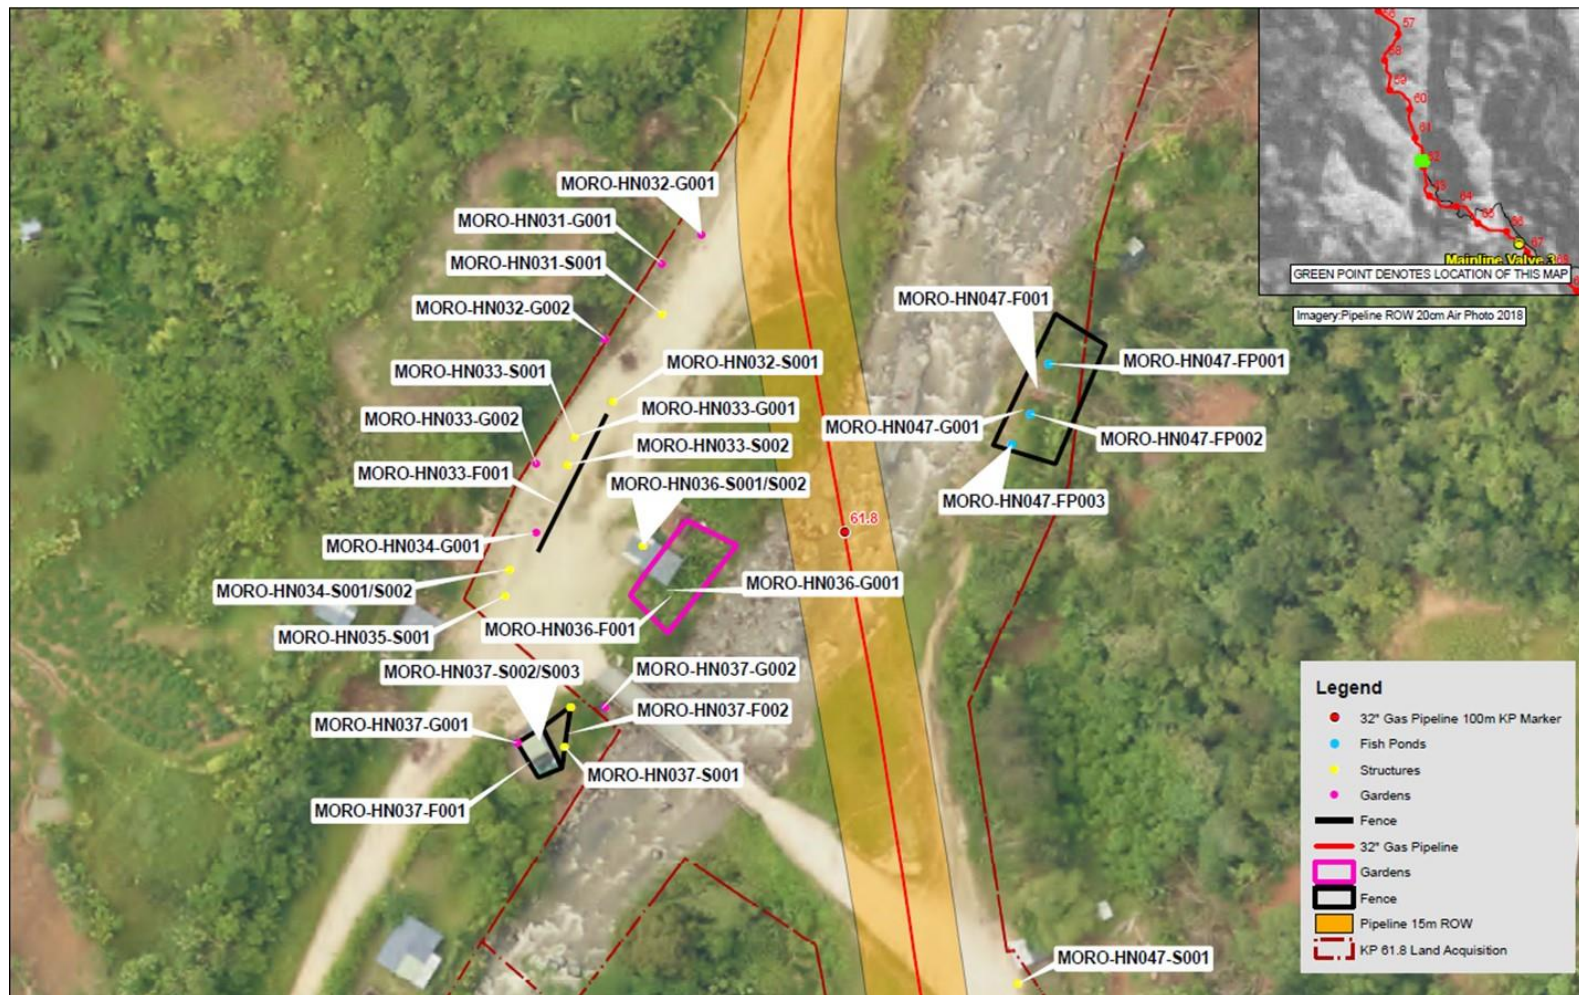 57
58
59
60
61
62
64
66
67
Mainline Valve 3
GREEN POINT DENOTES LOCATION OF THIS MAP
Imagery:Pipeline ROW 20cm Air Photo 2018
MORO-HN032-G001
MORO-HN031-G001
MORO-HN031-S001
MORO-HN032-G002
MORO-HN047-F001
MORO-HN033-S001
MORO-HN032-S001
MORO-HN047-FP001
MORO-HN033-G002
MORO-HN033-G001
MORO-HN047-G001
MORO-HN047-FP002
MORO-HN033-S002
MORO-HN033-F001
MORO-HN036-S001/S002
MORO-HN047-FP003
61.8
MORO-HN034-G001
MORO-HN034-S001/S002
MORO-HN036-G001
MORO-HN035-S001
MORO-HN036-F001
MORO-HN037-S002/S003
MORO-HN037-G002
MORO-HN037-G001
MORO-HN037-F002
MORO-HN037-S001
MORO-HN037-F001
MORO-HN047-S001
Legend
32" Gas Pipeline 100m KP Marker
Fish Ponds
Structures
Gardens
Fence
32" Gas Pipeline
Gardens
Fence
Pipeline 15m ROW
KP 61.8 Land Acquisition